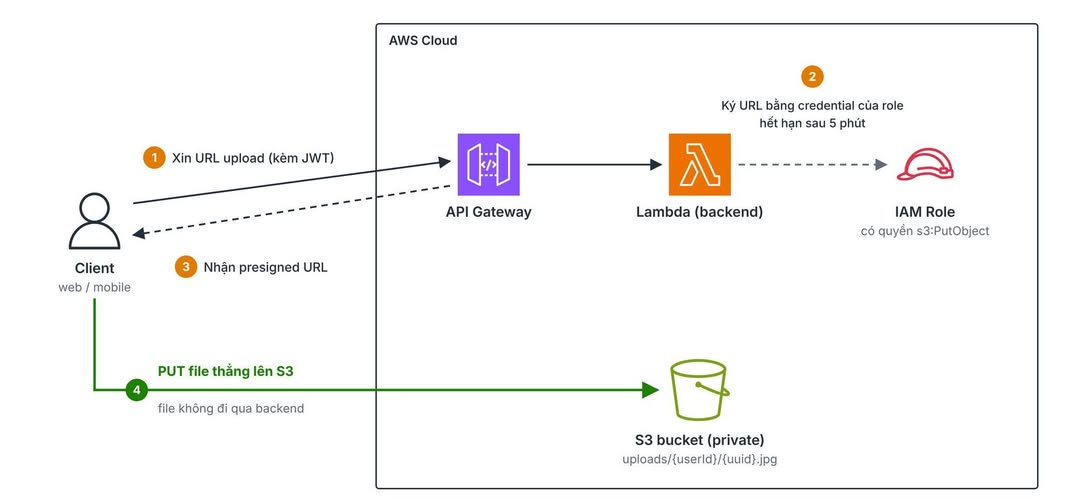 AWS Cloud
2
Ký URL bằng credential của role
hết hạn sau 5 phút
1 Xin URL upload (kèm JWT)
API Gateway
Lambda (backend)
IAM Role
có quyền s3:PutObject
3 Nhận presigned URL
Client
web / mobile
PUT file thẳng lên S3
4
file không đi qua backend
S3 bucket (private)
uploads/{userId}/{uuid}.jpg